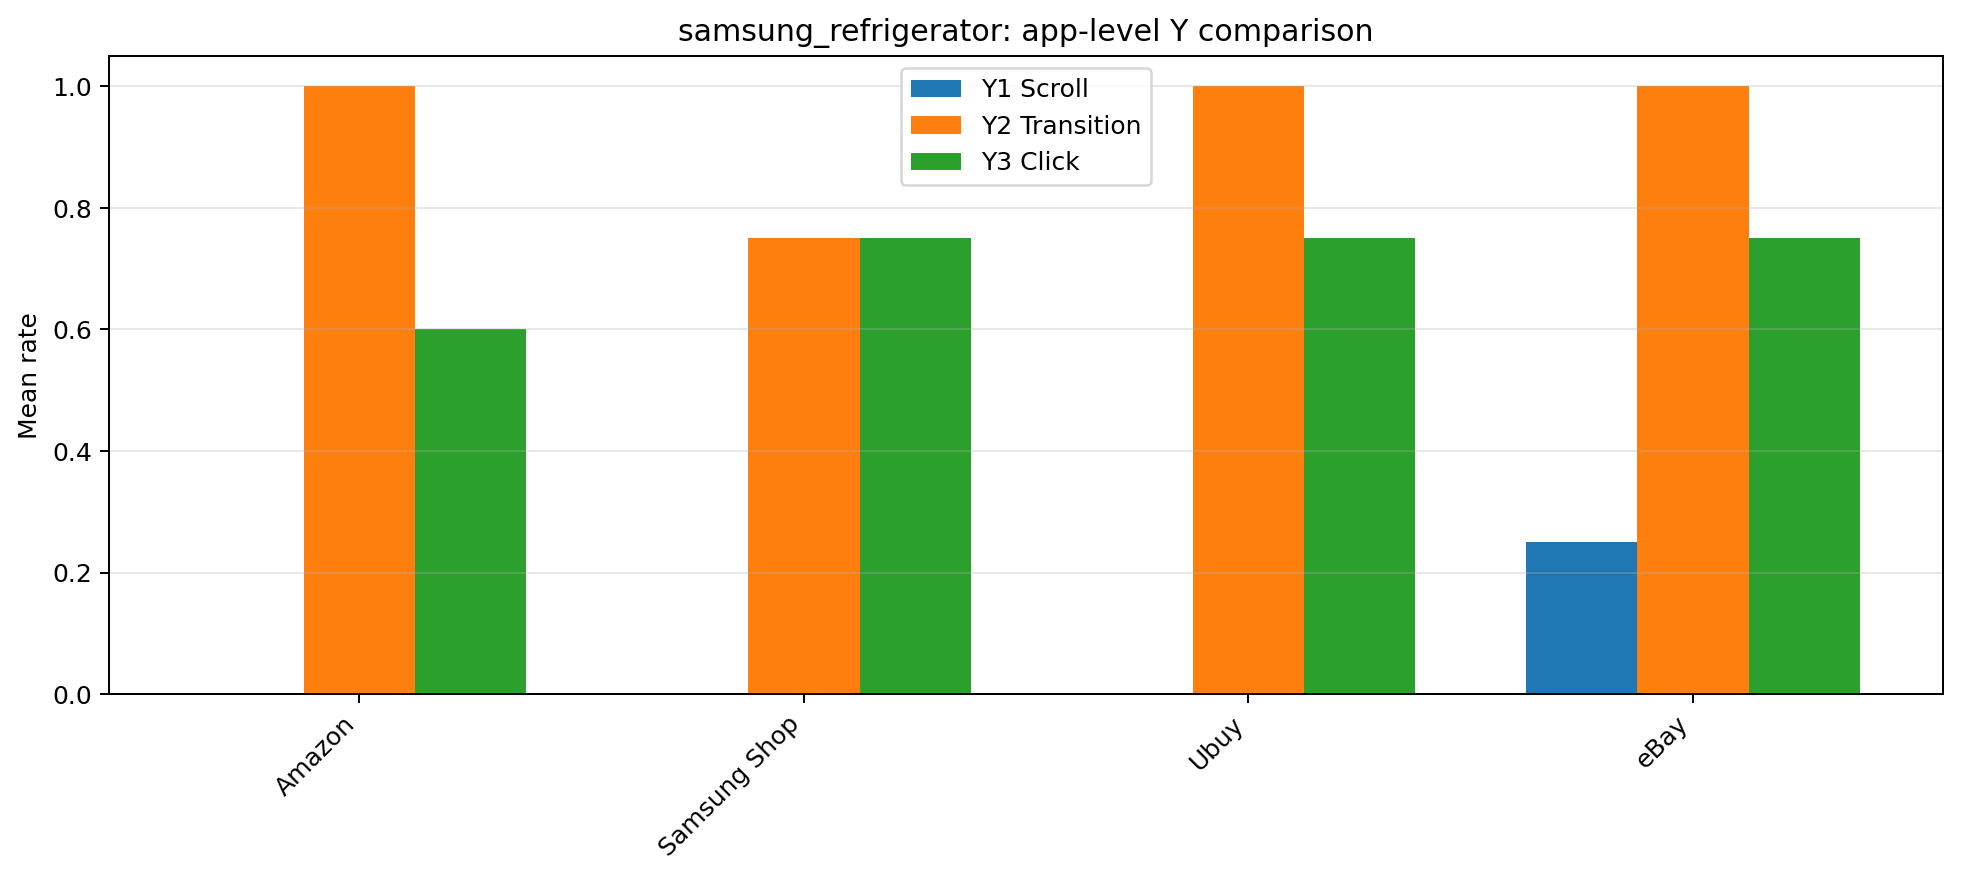 samsung_refrigerator: app-level Y comparison
Y1 Scroll
Y2 Transition
Y3 Click
Mean rate
1.0
0.8
0.6
0.4
0.2
0.0
Amazon
Samsung Shop
Ubuy
eBay